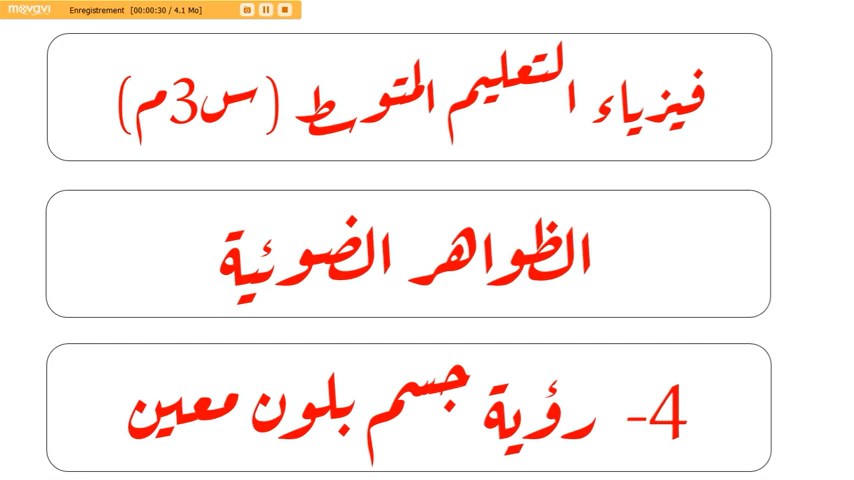 movavi Enregistrement [00:00:30 / 4.1 Mo]
فيزياء التعليم المتوسط (س3م)
الظواهر الضوئية
4- رؤية جسم بلون معين